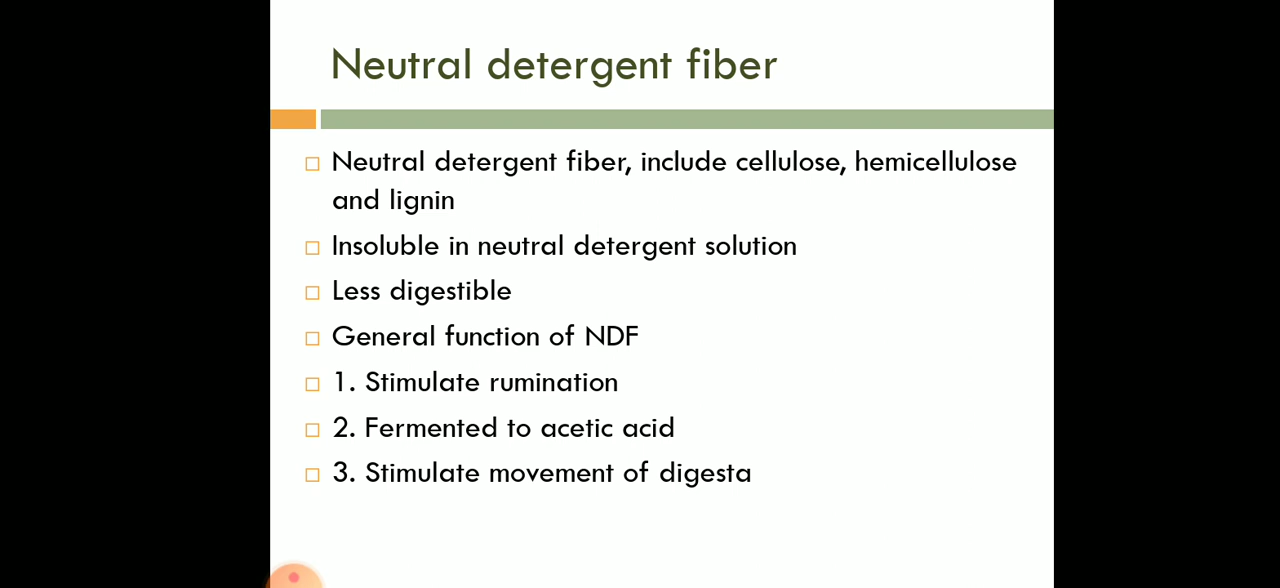 Neutral detergent fiber
Neutral detergent fiber, include cellulose, hemicellulose
and lignin
Insoluble in neutral detergent solution
Less digestible
General function of NDF
1. Stimulate rumination
2. Fermented to acetic acid
3. Stimulate movement of digesta